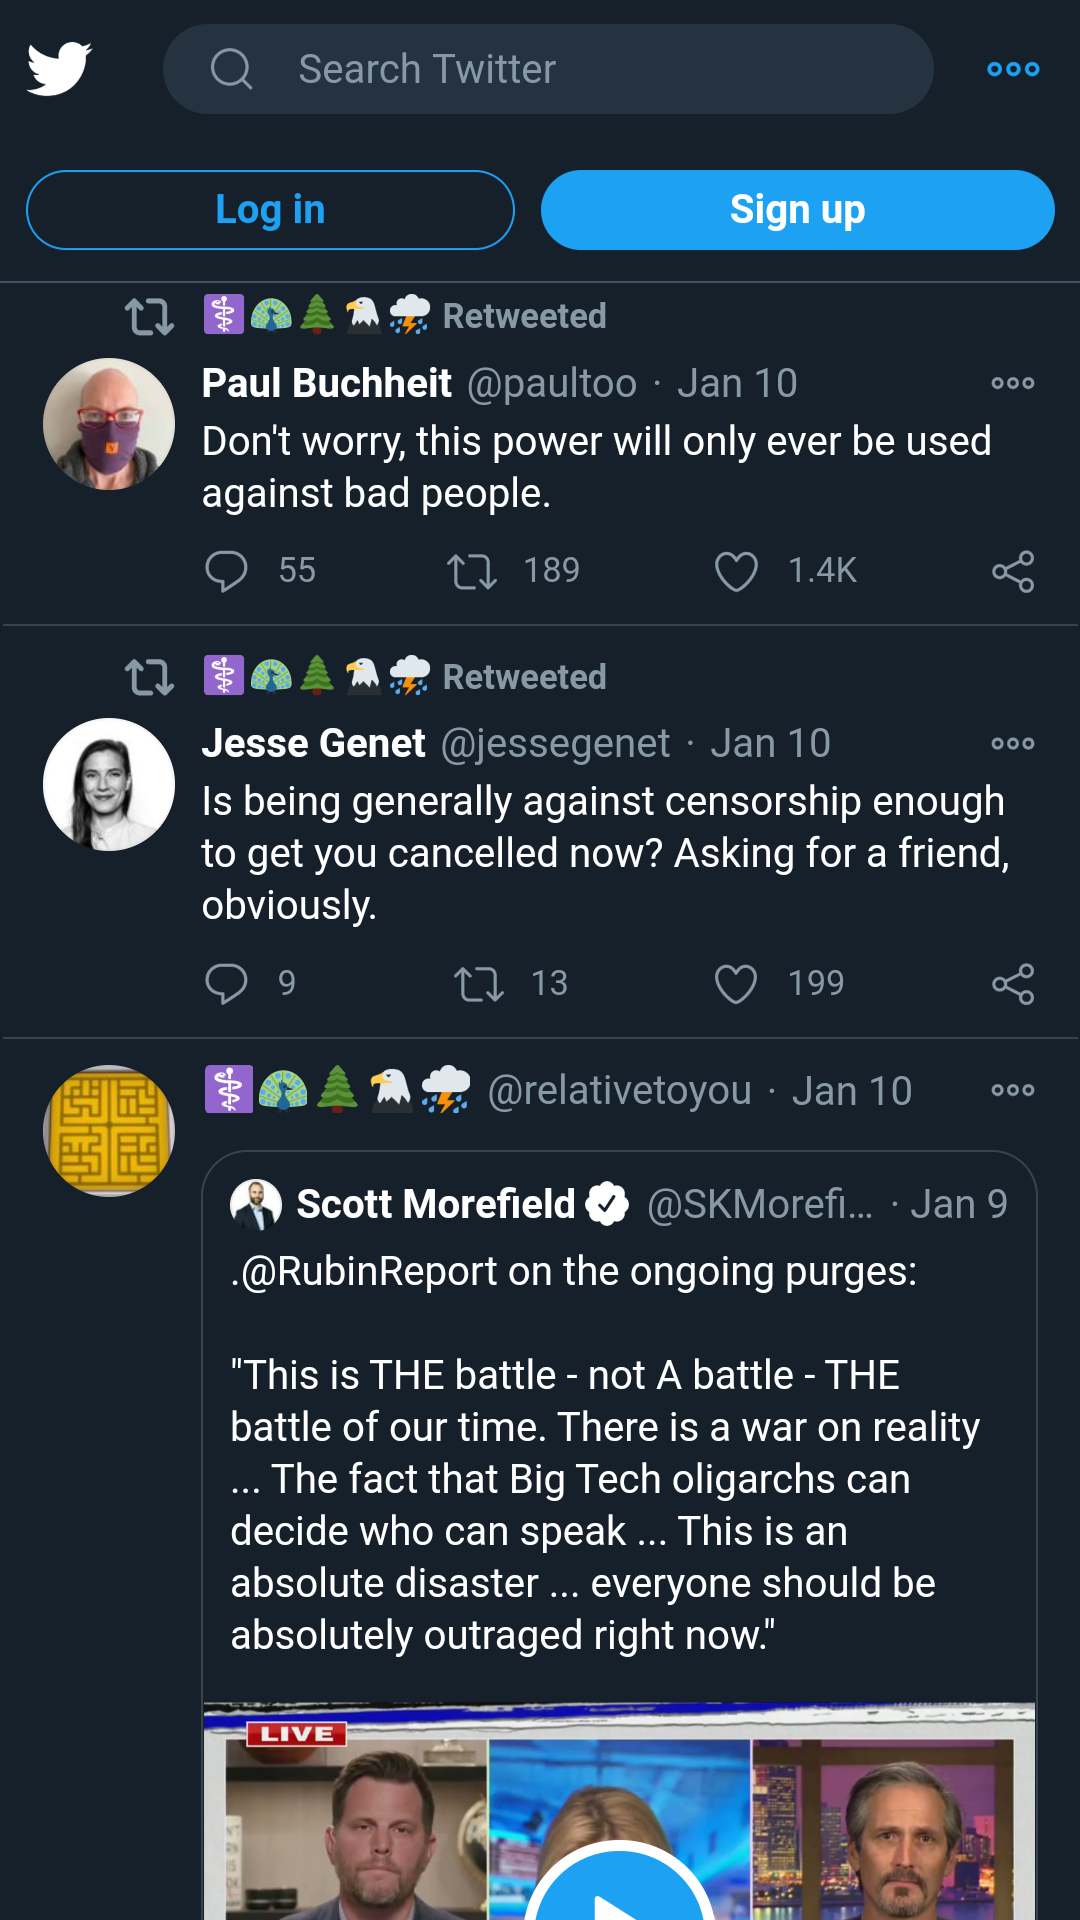 Search Twitter
Log in
Sign up
⚕️🦚🌲🦅⛈️ Retweeted
Paul Buchheit @paultoo · Jan 10
Don't worry, this power will only ever be used
against bad people.
55 189 1.4K
⚕️🦚🌲🦅⛈️ Retweeted
Jesse Genet @jessegenet · Jan 10
Is being generally against censorship enough
to get you cancelled now? Asking for a friend,
obviously.
9 13 199
⚕️🦚🌲🦅⛈️ @relativetoyou · Jan 10
Scott Morefield @SKMorefi... · Jan 9
.@RubinReport on the ongoing purges:
"This is THE battle - not A battle - THE
battle of our time. There is a war on reality
... The fact that Big Tech oligarchs can
decide who can speak ... This is an
absolute disaster ... everyone should be
absolutely outraged right now."
LIVE